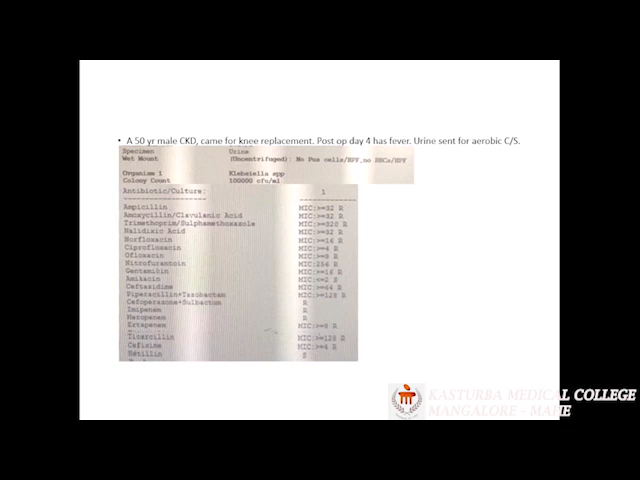 • A 50 yr male CKD, came for knee replacement. Post op day 4 has fever. Urine sent for aerobic C/S.
Specimen Urine
Wet Mount (Uncentrifuged): No Pus cells/HPF,no RBCs/HPF
Organism 1 Klebsiella spp
Colony Count 100000 cfu/ml
Antibiotic/Culture: 1
Ampicillin MIC:>=32 R
Amoxycillin/Clavulanic Acid MIC:>=32 R
Trimethoprim/Sulphamethoxazole MIC:>=320 R
Nalidixic Acid MIC:>=32 R
Norfloxacin MIC:>=16 R
Ciprofloxacin MIC:>=4 R
Ofloxacin MIC:>=8 R
Nitrofurantoin MIC:256 R
Gentamicin MIC:>=16 R
Amikacin MIC:<=2 S
Ceftazidime MIC:>=64 R
Piperacillin+Tazobactam MIC:>=128 R
Cefoperazone+Sulbactam R
Imipenem R
Meropenem R
Ertapenem MIC:>=8 R
Ticarcillin MIC:>=128 R
Cefixime MIC:>=4 R
Netillin S
KASTURBA MEDICAL COLLEGE
MANGALORE - MAHE